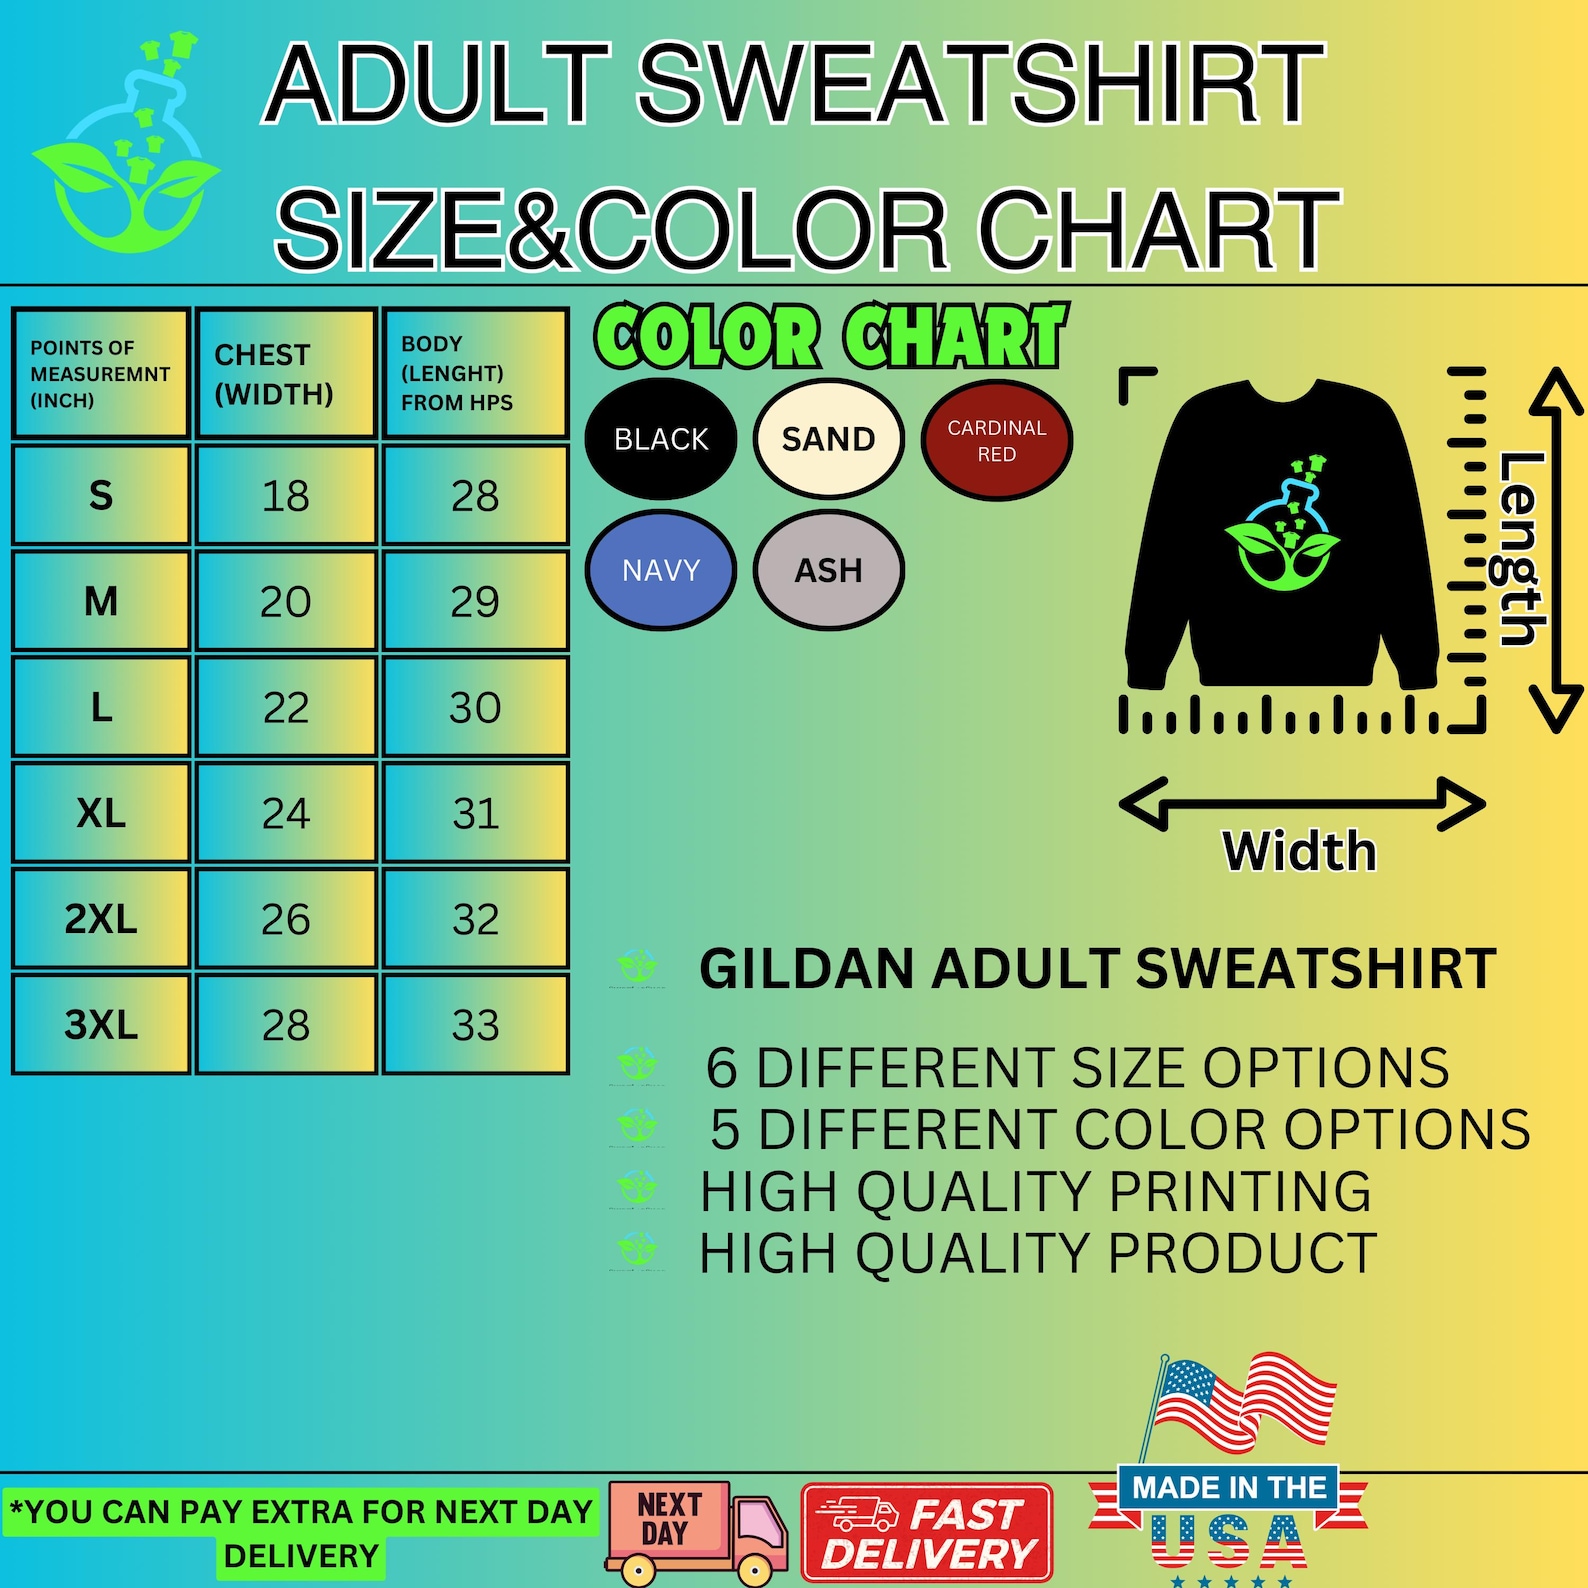 ADULT SWEATSHIRT
SIZE&COLOR CHART
POINTS OF
MEASUREMNT
(INCH)
CHEST
(WIDTH)
BODY
(LENGHT)
FROM HPS
S 18 28
M 20 29
L 22 30
XL 24 31
2XL 26 32
3XL 28 33
COLOR CHART
BLACK
SAND
CARDINAL
RED
NAVY
ASH
Length
Width
GILDAN ADULT SWEATSHIRT
6 DIFFERENT SIZE OPTIONS
5 DIFFERENT COLOR OPTIONS
HIGH QUALITY PRINTING
HIGH QUALITY PRODUCT
*YOU CAN PAY EXTRA FOR NEXT DAY
DELIVERY
NEXT
DAY
FAST
DELIVERY
MADE IN THE
USA